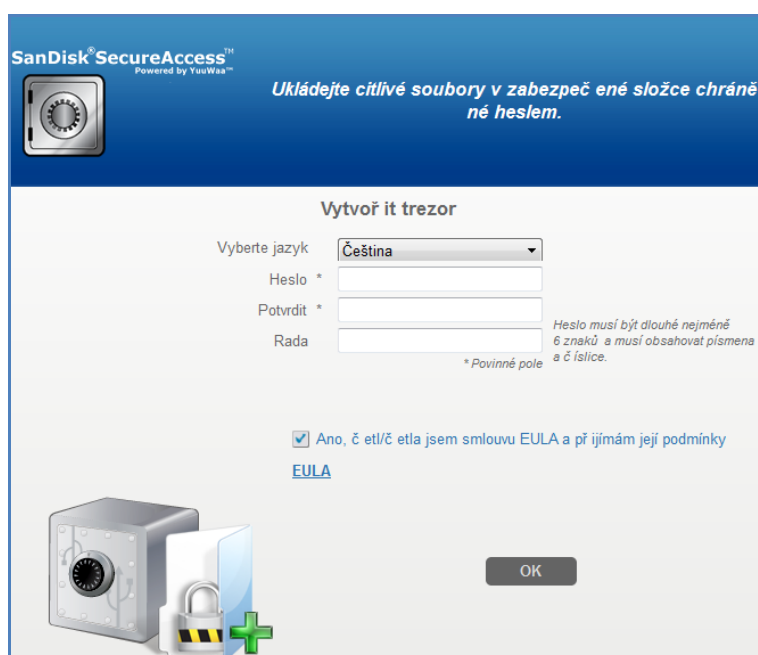 SanDisk®SecureAccess™
Powered by YuuWaa™
Ukládejte citlivé soubory v zabezpeč ené složce chráně
né heslem.
Vytvoř it trezor
Vyberte jazyk Čeština
Heslo *
Potvrdit *
Rada
Heslo musí být dlouhé nejméně
6 znaků a musí obsahovat písmena
a č íslice.
* Povinné pole
Ano, č etl/č etla jsem smlouvu EULA a př ijímám její podmínky
EULA
OK